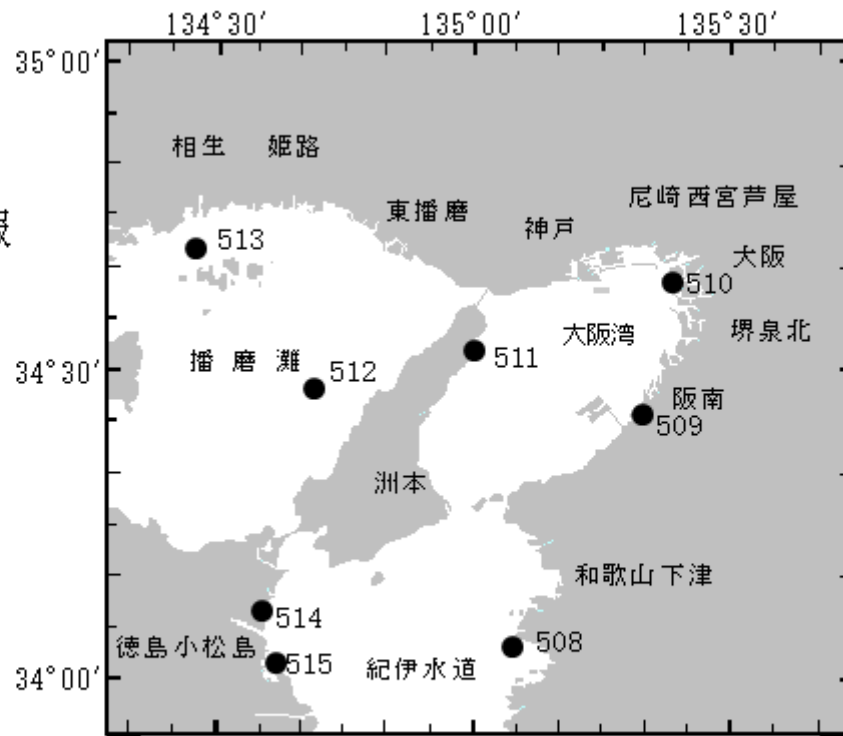 134°30′ 135°00′ 135°30′
35°00′
相生 姫路
尼崎西宮芦屋
東播磨
神戸
513
大阪
510
大阪湾
堺泉北
播磨灘
511
34°30′
512
阪南
509
洲本
和歌山下津
514
徳島小松島
508
515
紀伊水道
34°00′